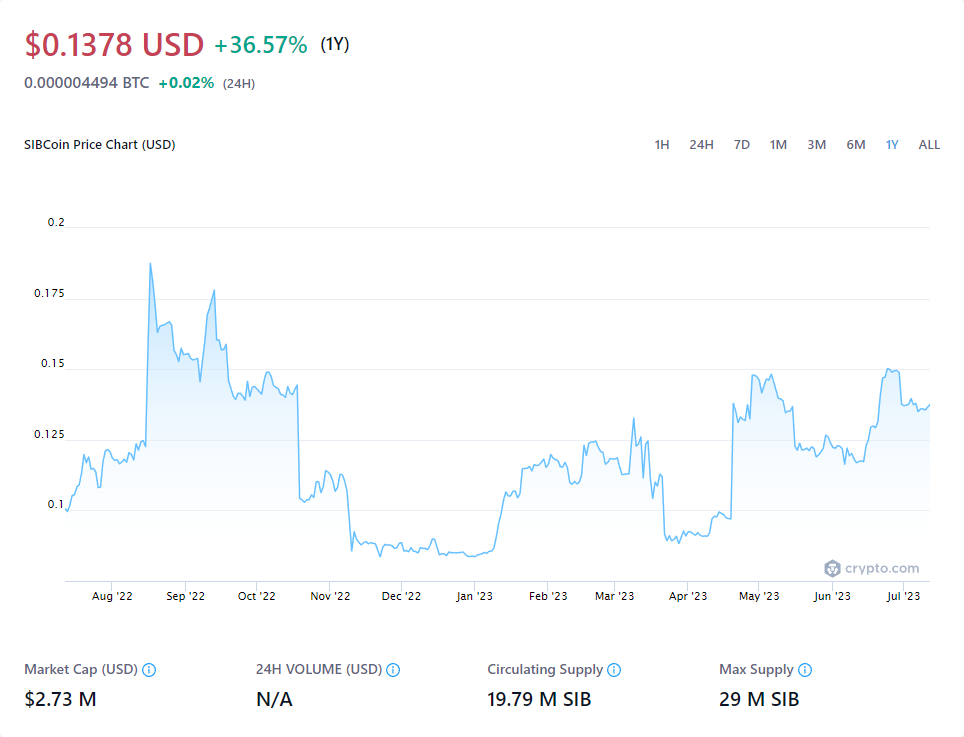 $0.1378 USD +36.57% (1Y)
0.000004494 BTC +0.02% (24H)
SIBCoin Price Chart (USD)
1H 24H 7D 1M 3M 6M 1Y ALL
0.2
0.175
0.15
0.125
0.1
crypto.com
Aug '22 Sep '22 Oct '22 Nov '22 Dec '22 Jan '23 Feb '23 Mar '23 Apr '23 May '23 Jun '23 Jul '23
Market Cap (USD) 24H VOLUME (USD) Circulating Supply Max Supply
$2.73 M N/A 19.79 M SIB 29 M SIB